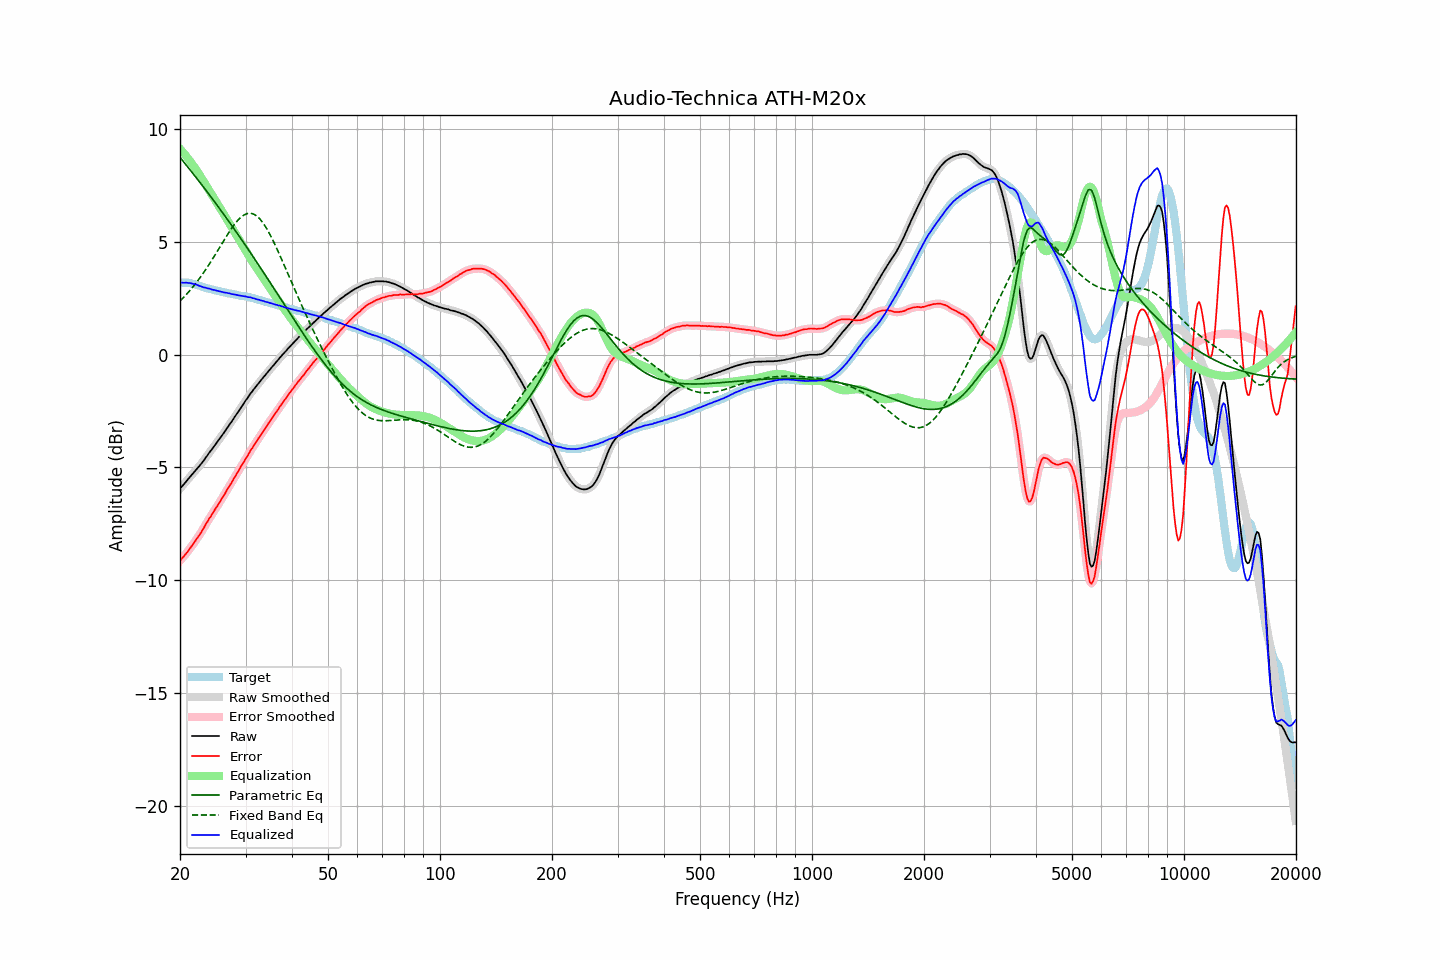 Audio-Technica ATH-M20x
10
5
0
−5
−10
−15
−20
Amplitude (dBr)
Target
Raw Smoothed
Error Smoothed
Raw
Error
Equalization
Parametric Eq
Fixed Band Eq
Equalized
20 50 100 200 500 1000 2000 5000 10000 20000
Frequency (Hz)